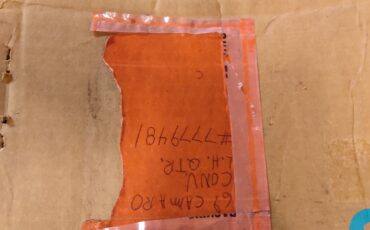 69 CAMARO
CONV.
L.H. QTR.
#7779481